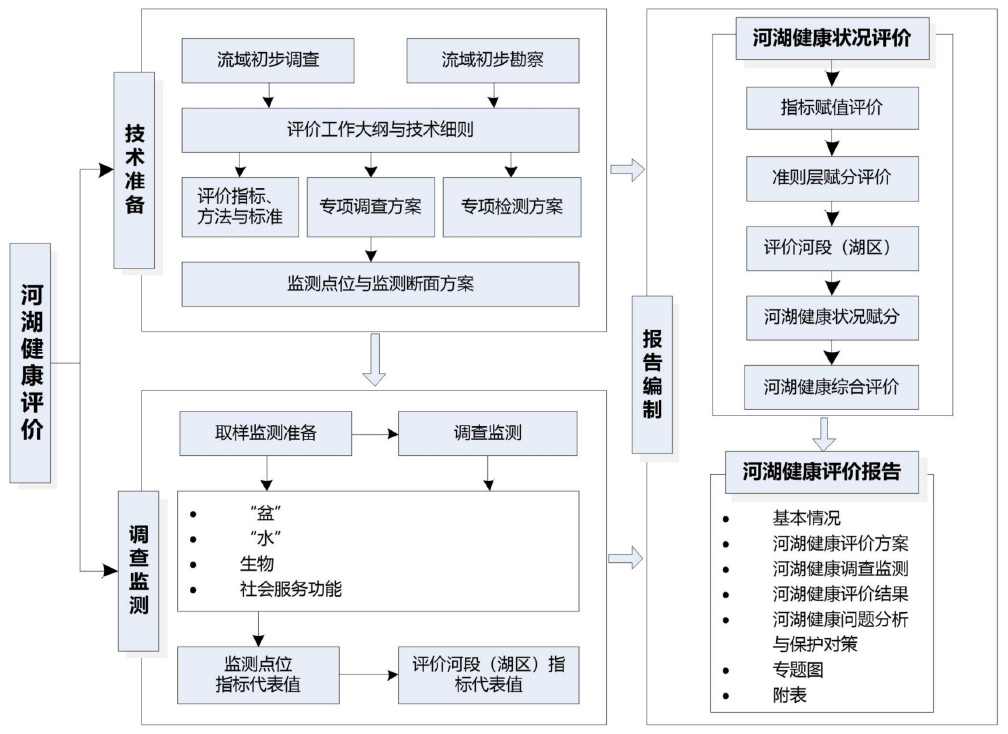 河湖健康评价
技术准备
流域初步调查
流域初步勘察
评价工作大纲与技术细则
评价指标、
方法与标准
专项调查方案
专项检测方案
监测点位与监测断面方案
调查监测
取样监测准备
调查监测
“盆”
“水”
生物
社会服务功能
监测点位
指标代表值
评价河段（湖区）指
标代表值
报告编制
河湖健康状况评价
指标赋值评价
准则层赋分评价
评价河段（湖区）
河湖健康状况赋分
河湖健康综合评价
河湖健康评价报告
基本情况
河湖健康评价方案
河湖健康调查监测
河湖健康评价结果
河湖健康问题分析
与保护对策
专题图
附表